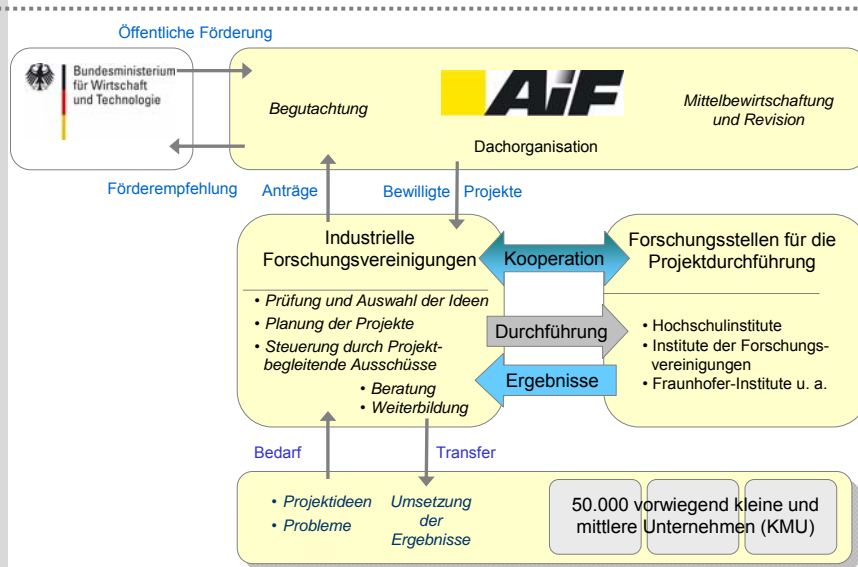 Öffentliche Förderung
Bundesministerium
für Wirtschaft
und Technologie
Begutachtung
AiF
Dachorganisation
Mittelbewirtschaftung
und Revision
Förderempfehlung
Anträge
Bewilligte Projekte
Industrielle
Forschungsvereinigungen
• Prüfung und Auswahl der Ideen
• Planung der Projekte
• Steuerung durch Projekt-
begleitende Ausschüsse
• Beratung
• Weiterbildung
Kooperation
Durchführung
Ergebnisse
Forschungsstellen für die
Projektdurchführung
• Hochschulinstitute
• Institute der Forschungs-
vereinigungen
• Fraunhofer-Institute u. a.
Bedarf
Transfer
• Projektideen
• Probleme
Umsetzung
der
Ergebnisse
50.000 vorwiegend kleine und
mittlere Unternehmen (KMU)